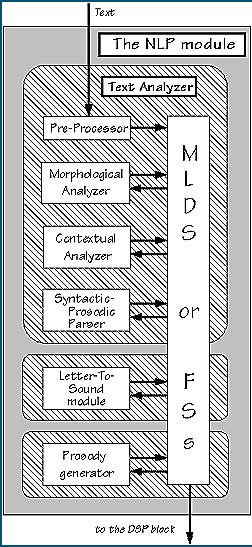 Text
The NLP module
Text Analyzer
Pre-Processor
Morphological
Analyzer
Contextual
Analyzer
Syntactic-
Prosodic
Parser
Letter-To-
Sound
module
Prosody
generator
M
L
D
S
or
F
S
s
to the DSP block